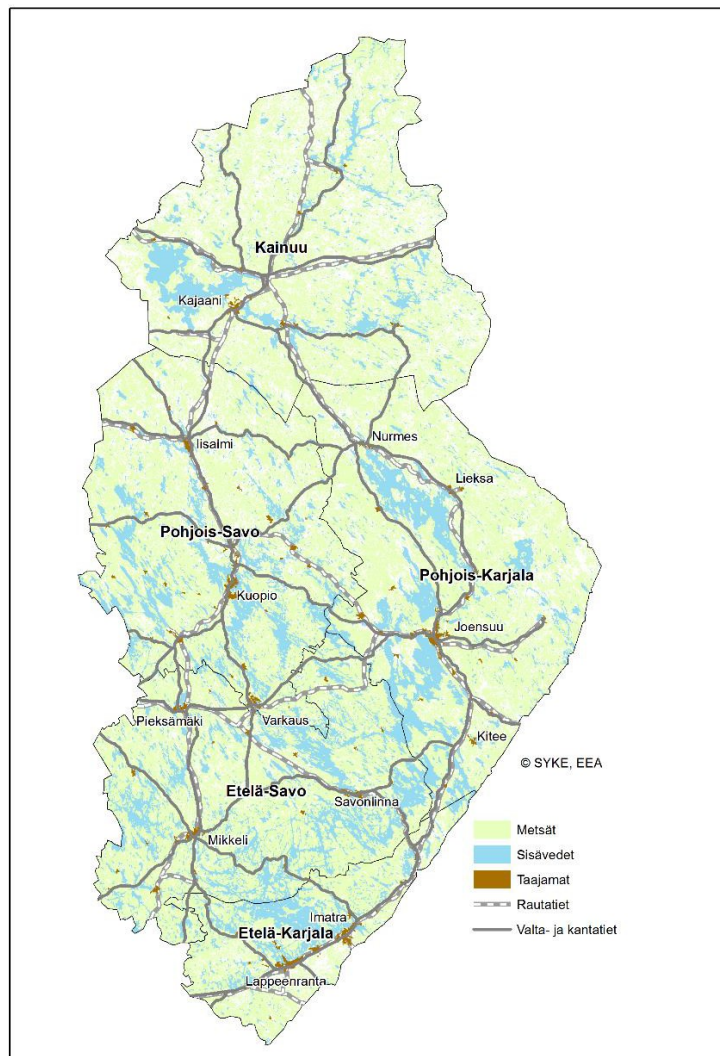 Kainuu
Kajaani
Nurmes
Iisalmi
Lieksa
Pohjois-Savo
Pohjois-Karjala
Kuopio
Joensuu
Pieksämäki
Varkaus
Kitee
© SYKE, EEA
Etelä-Savo
Savonlinna
Mikkeli
Imatra
Etelä-Karjala
Lappeenranta
Metsät
Sisävedet
Taajamat
Rautatiet
Valta- ja kantatiet